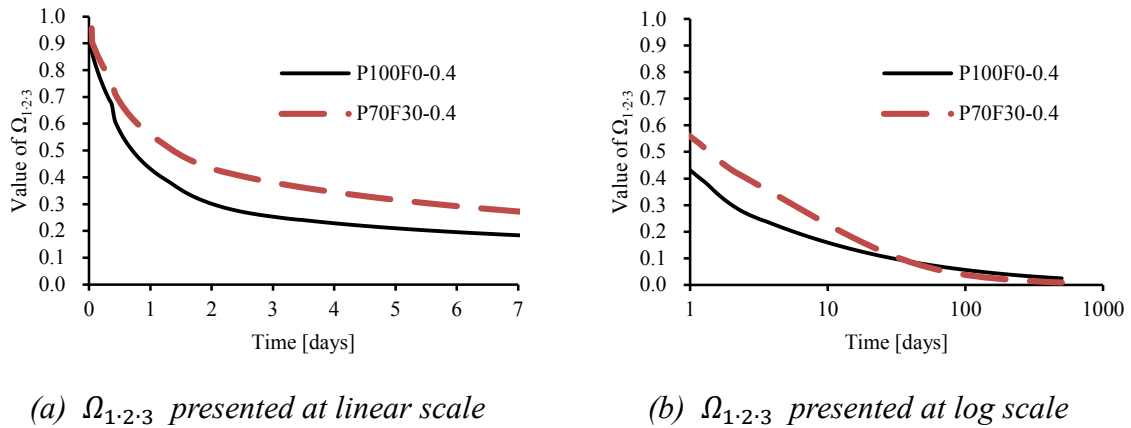 Value of Ω1·2·3
1.0
0.9
0.8
0.7
0.6
0.5
0.4
0.3
0.2
0.1
0.0
0 1 2 3 4 5 6 7
Time [days]
P100F0-0.4
P70F30-0.4
(a) Ω1·2·3 presented at linear scale
Value of Ω1·2·3
1.0
0.9
0.8
0.7
0.6
0.5
0.4
0.3
0.2
0.1
0.0
1 10 100 1000
Time [days]
P100F0-0.4
P70F30-0.4
(b) Ω1·2·3 presented at log scale